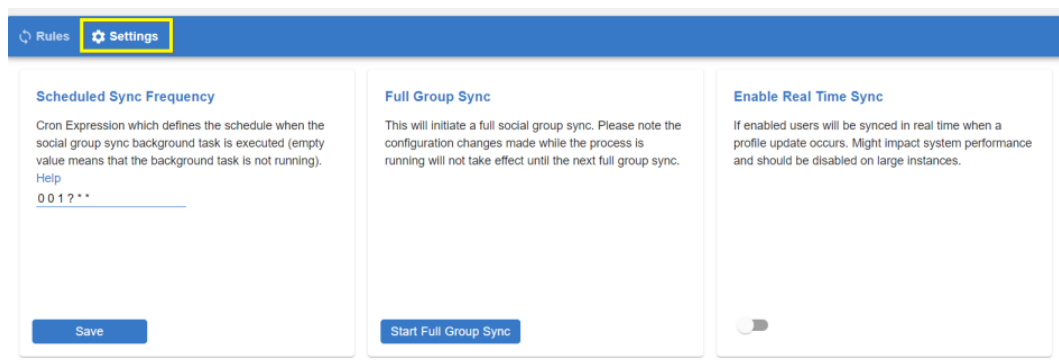 Rules
Settings
Scheduled Sync Frequency
Cron Expression which defines the schedule when the
social group sync background task is executed (empty
value means that the background task is not running).
Help
0 0 1 ? * *
Save
Full Group Sync
This will initiate a full social group sync. Please note the
configuration changes made while the process is
running will not take effect until the next full group sync.
Start Full Group Sync
Enable Real Time Sync
If enabled users will be synced in real time when a
profile update occurs. Might impact system performance
and should be disabled on large instances.